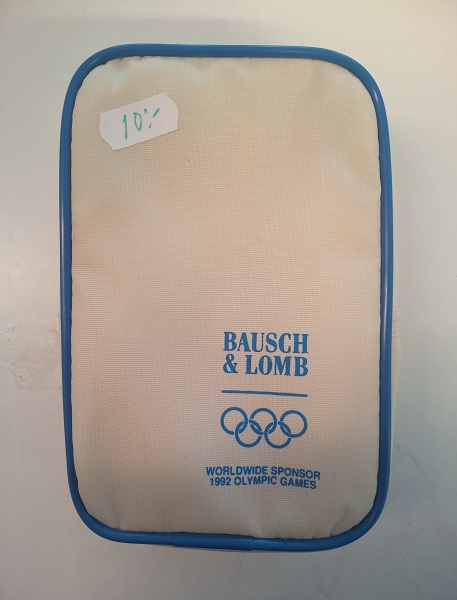 10:-
BAUSCH
& LOMB
WORLDWIDE SPONSOR
1992 OLYMPIC GAMES